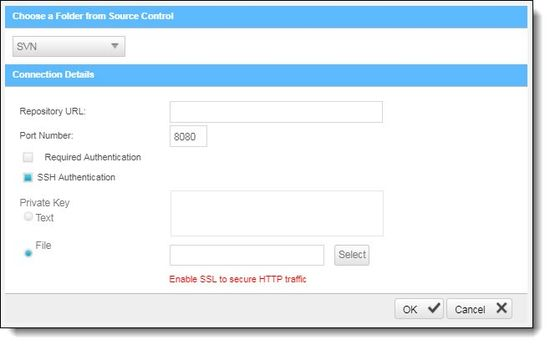 Choose a Folder from Source Control
SVN
Connection Details
Repository URL:
Port Number: 8080
Required Authentication
SSH Authentication
Private Key
Text
File
Select
Enable SSL to secure HTTP traffic
OK Cancel